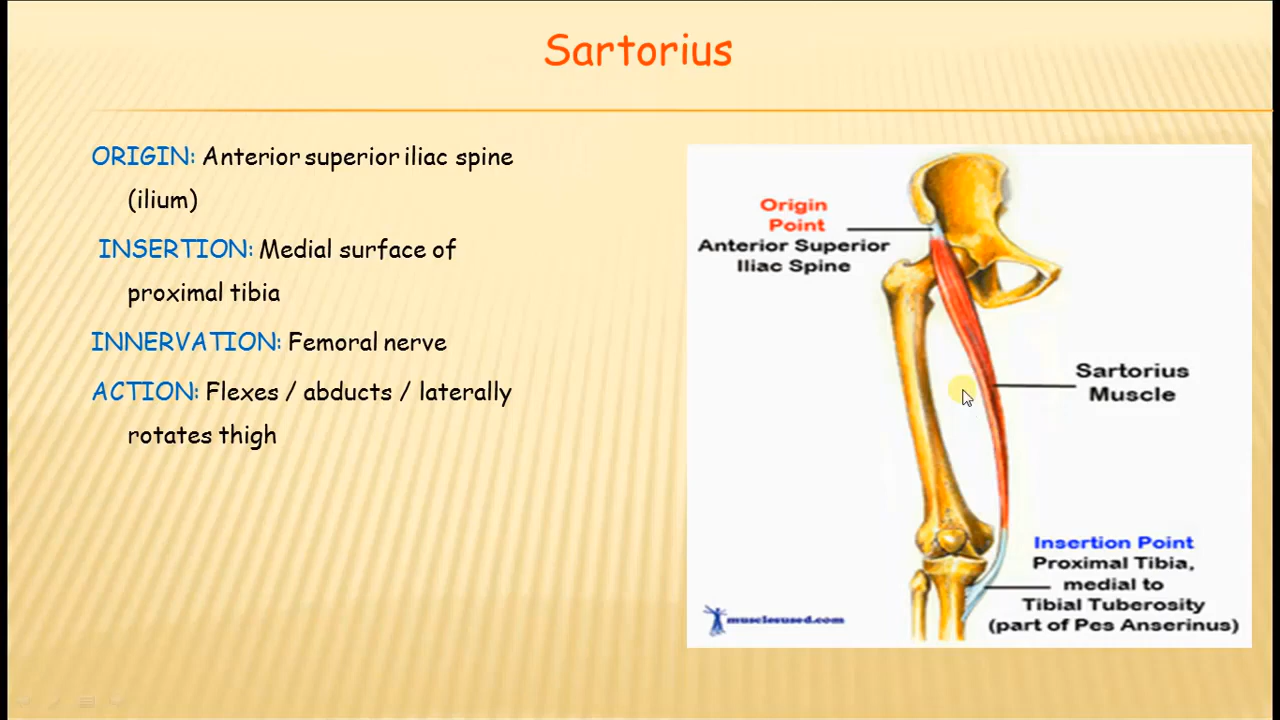 Sartorius
ORIGIN: Anterior superior iliac spine
(ilium)
INSERTION: Medial surface of
proximal tibia
INNERVATION: Femoral nerve
ACTION: Flexes / abducts / laterally
rotates thigh
Origin
Point
Anterior Superior
Iliac Spine
Sartorius
Muscle
Insertion Point
Proximal Tibia,
medial to
Tibial Tuberosity
(part of Pes Anserinus)